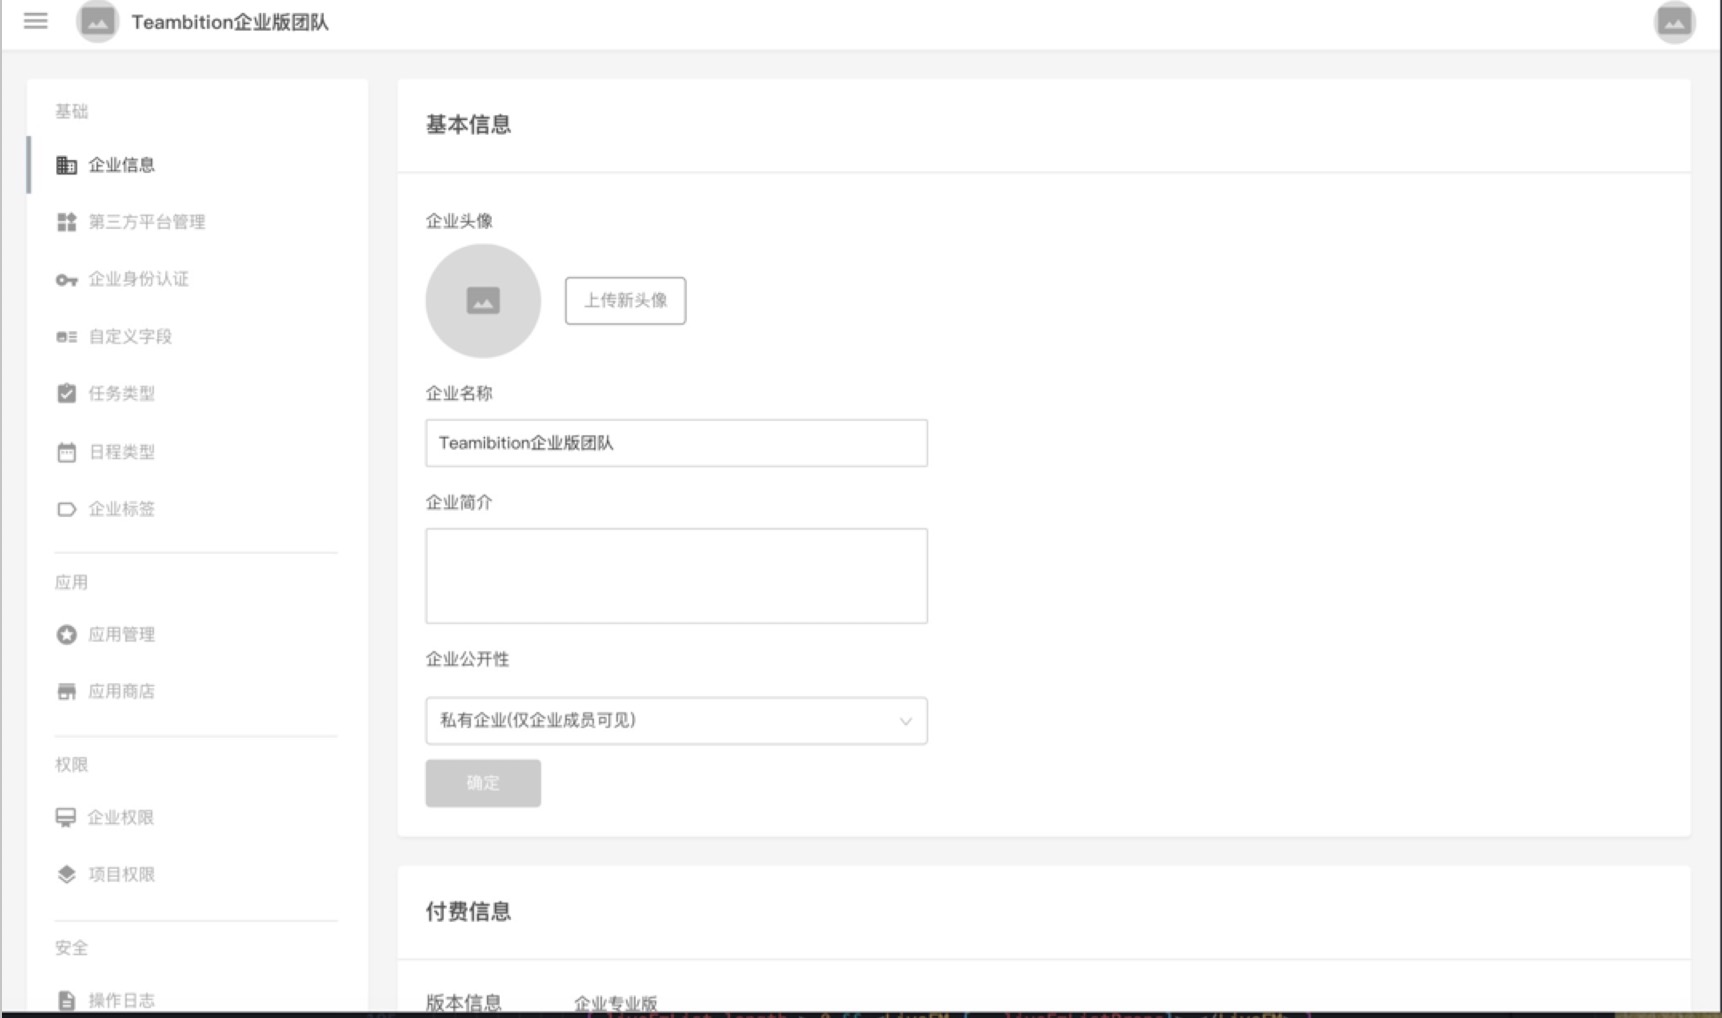 Teambition企业版团队
基础
企业信息
第三方平台管理
企业身份认证
自定义字段
任务类型
日程类型
企业标签
应用
应用管理
应用商店
权限
企业权限
项目权限
安全
操作日志
基本信息
企业头像
上传新头像
企业名称
Teamibition企业版团队
企业简介
企业公开性
私有企业(仅企业成员可见)
确定
付费信息
版本信息 企业专业版